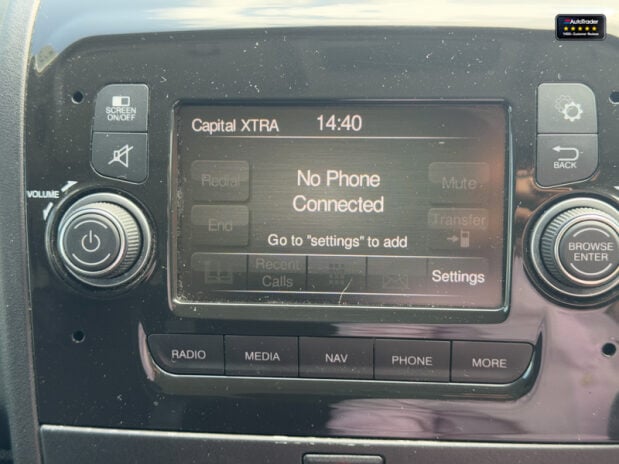 AutoTrader
SCREEN
ON/OFF
VOLUME
Capital XTRA 14:40
Redial
No Phone
Connected
Mute
End
Transfer
Go to "settings" to add
Recent
Calls
Settings
BACK
BROWSE
ENTER
RADIO
MEDIA
NAV
PHONE
MORE